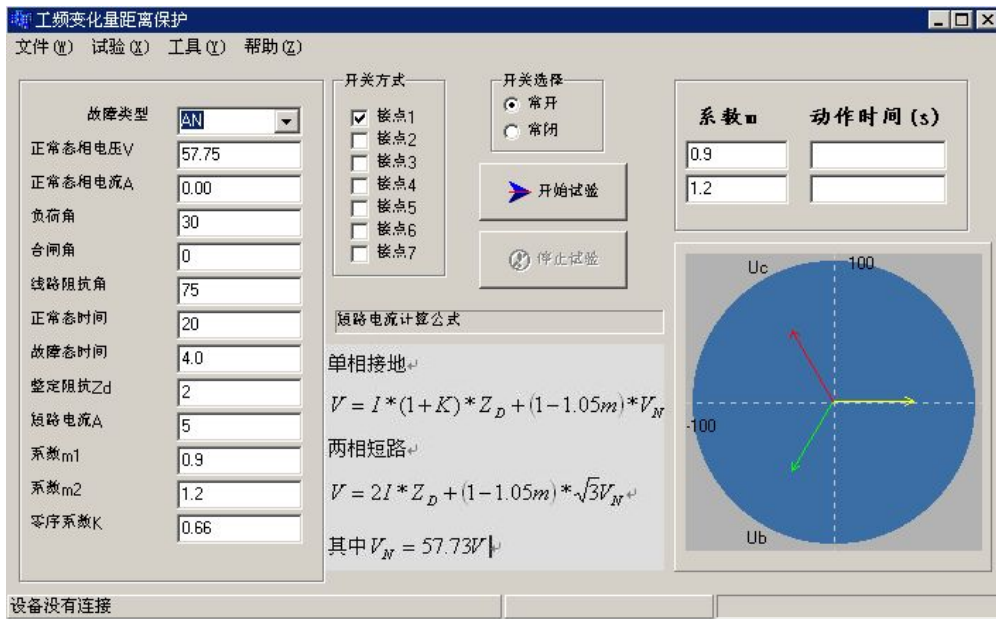 工频变化量距离保护
文件(W) 试验(X) 工具(Y) 帮助(Z)
故障类型 AN
正常态相电压V 57.75
正常态相电流A 0.00
负荷角 30
合闸角 0
线路阻抗角 75
正常态时间 20
故障态时间 4.0
整定阻抗Zd 2
短路电流A 5
系数m1 0.9
系数m2 1.2
零序系数K 0.66
开关方式
接点1
接点2
接点3
接点4
接点5
接点6
接点7
开关选择
常开
常闭
开始试验
停止试验
短路电流计算公式
单相接地
V = I*(1+K)*Z_D + (1-1.05m)*V_N
两相短路
V = 2I*Z_D + (1-1.05m)*√3V_N
其中V_N = 57.73V
系数m 动作时间(s)
0.9
1.2
Uc 100
-100
Ub
设备没有连接